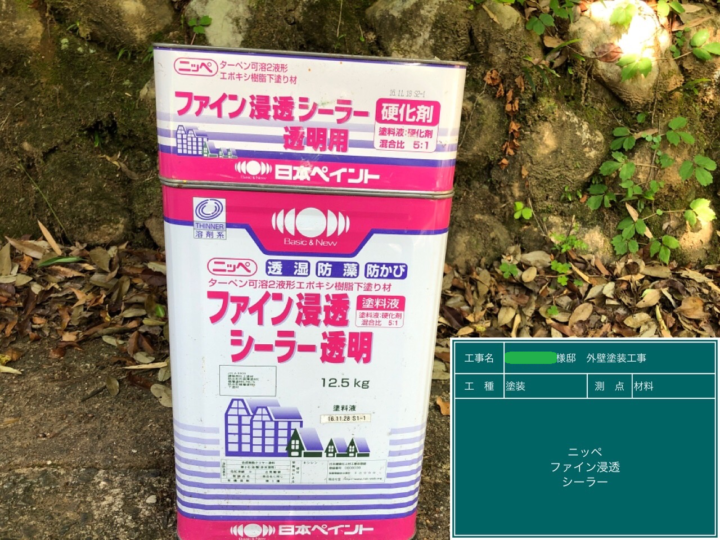 ニッペ
ターペン可溶2液形
エポキシ樹脂下塗り材
ファイン浸透シーラー
透明用
硬化剤
塗料液:硬化剤
混合比 5:1
Basic & New
日本ペイント
THINNER
溶剤系
Basic & New
ニッペ 透湿 防藻 防かび
ターペン可溶2液形エポキシ樹脂下塗り材
ファイン浸透
シーラー透明
塗料液
塗料液:硬化剤
混合比 5:1
12.5kg
塗料液
Basic & New
日本ペイント
工事名 様邸 外壁塗装工事
工種 塗装 測点 材料
ニッペ
ファイン浸透
シーラー